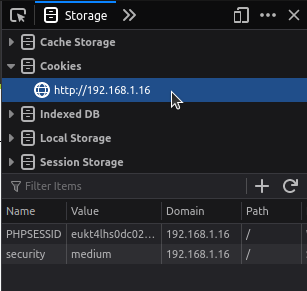 Storage
Cache Storage
Cookies
http://192.168.1.16
Indexed DB
Local Storage
Session Storage
Filter Items
Name Value Domain Path
PHPSESSID eukt4lhs0dc02... 192.168.1.16 /
security medium 192.168.1.16 /